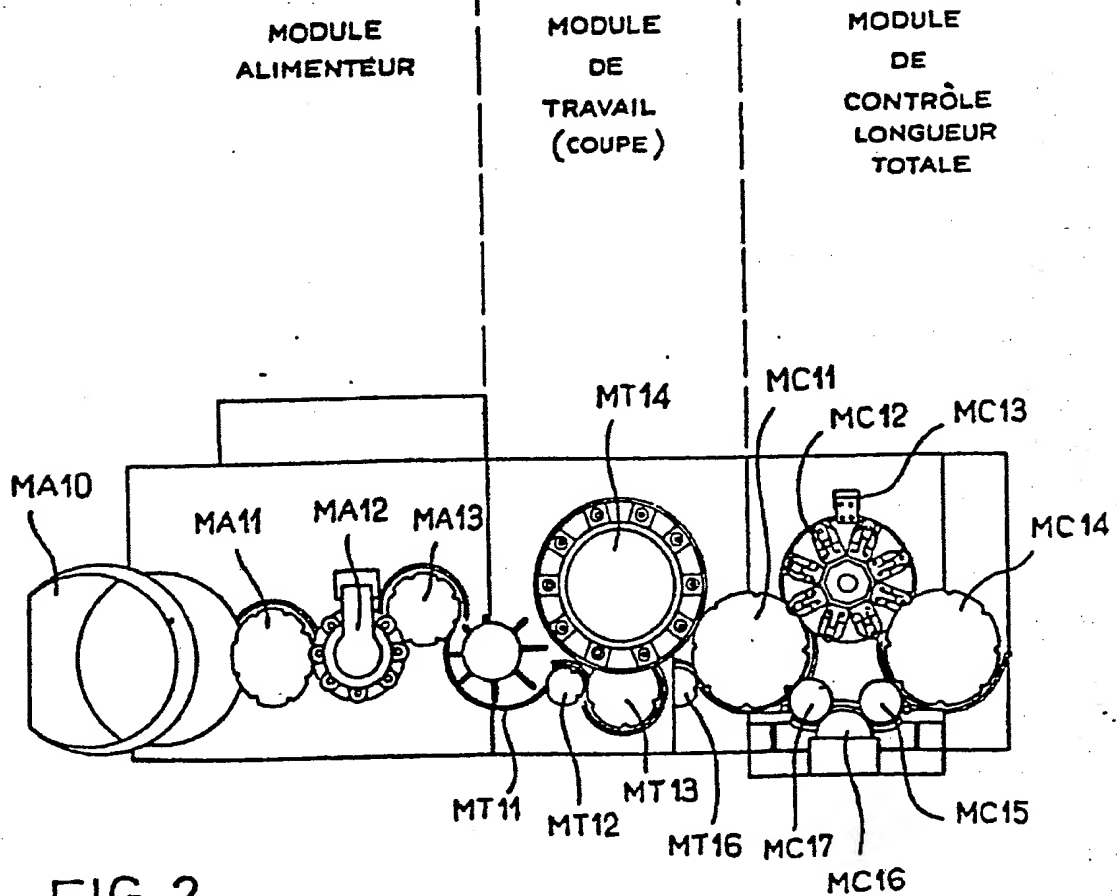 MODULE
ALIMENTEUR
MODULE
DE
TRAVAIL
(COUPE)
MODULE
DE
CONTRÔLE
LONGUEUR
TOTALE
MA10
MA11
MA12
MA13
MT14
MC11
MC12
MC13
MC14
MT11
MT12
MT13
MT16
MC17
MC16
MC15
FIG. 2